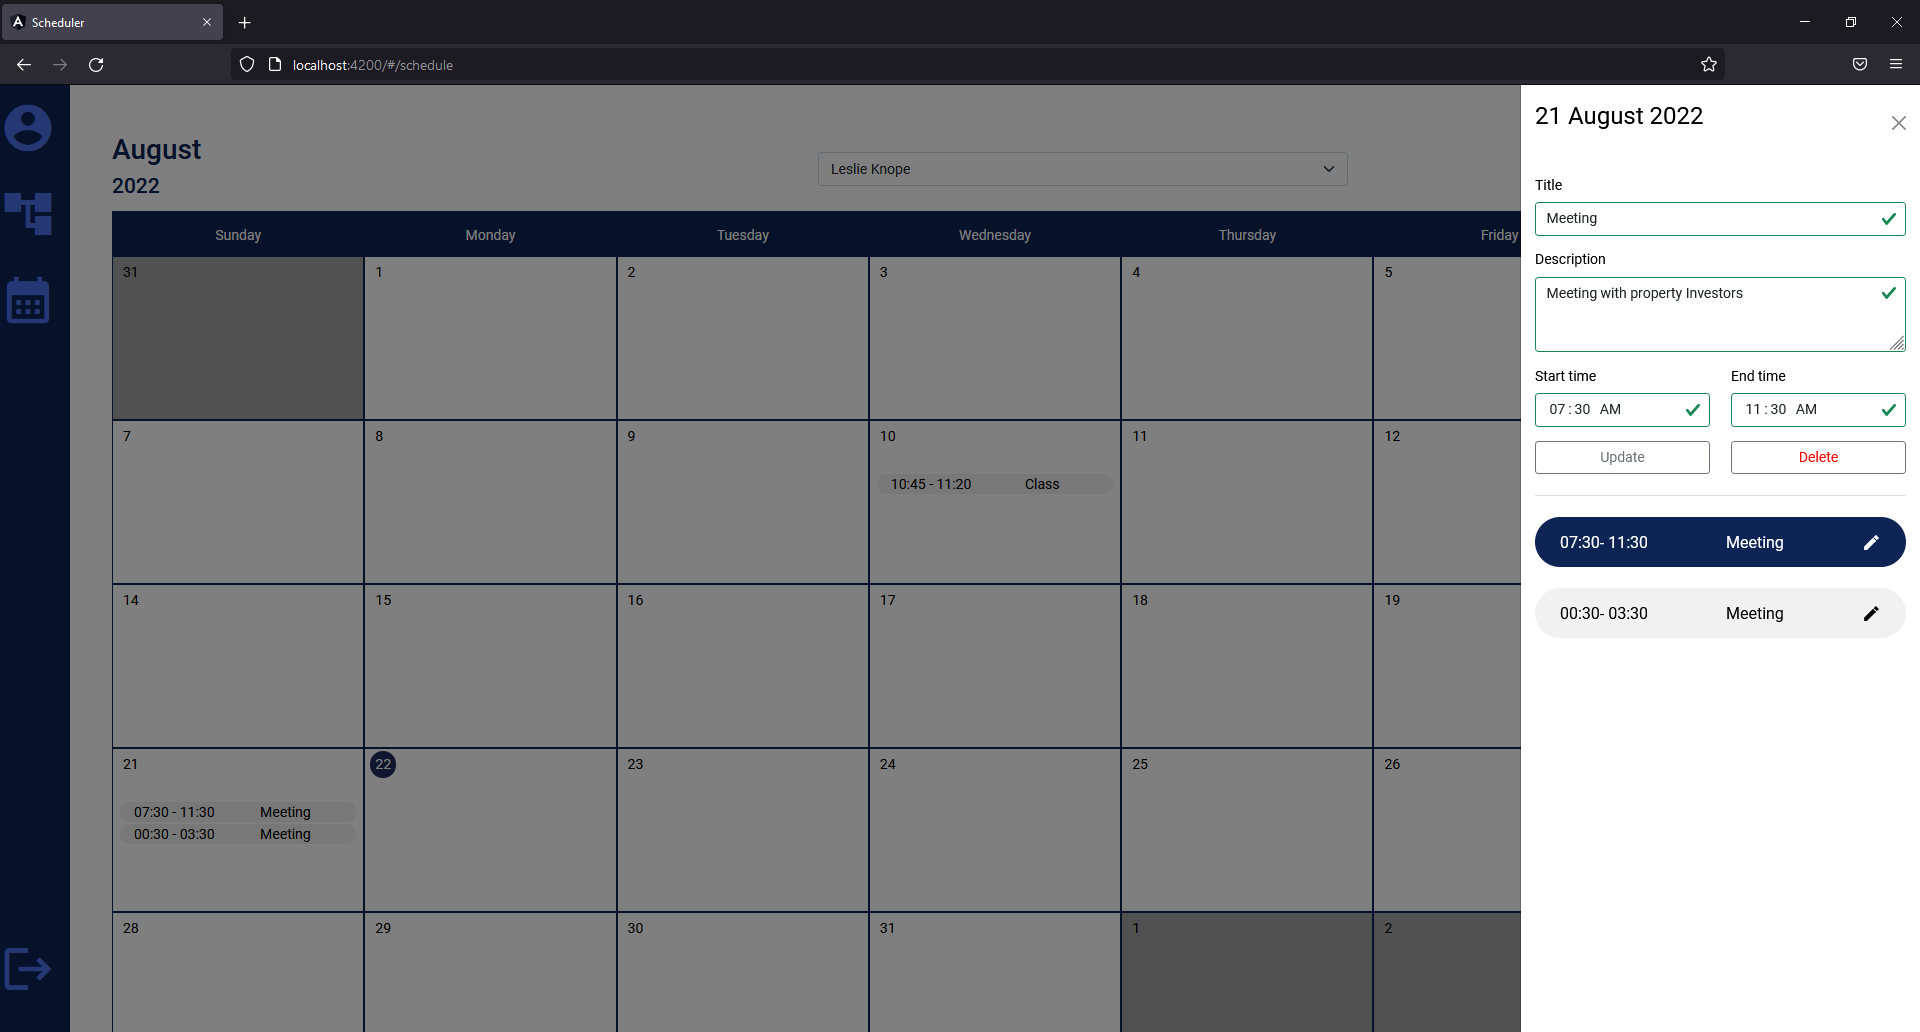 Scheduler
localhost:4200/#/schedule
August
2022
Leslie Knope
Sunday Monday Tuesday Wednesday Thursday Friday
31 1 2 3 4 5
7 8 9 10 11 12
10:45 - 11:20 Class
14 15 16 17 18 19
21 22 23 24 25 26
07:30 - 11:30 Meeting
00:30 - 03:30 Meeting
28 29 30 31 1 2
21 August 2022
Title
Meeting
Description
Meeting with property Investors
Start time End time
07 : 30 AM 11 : 30 AM
Update Delete
07:30- 11:30 Meeting
00:30- 03:30 Meeting